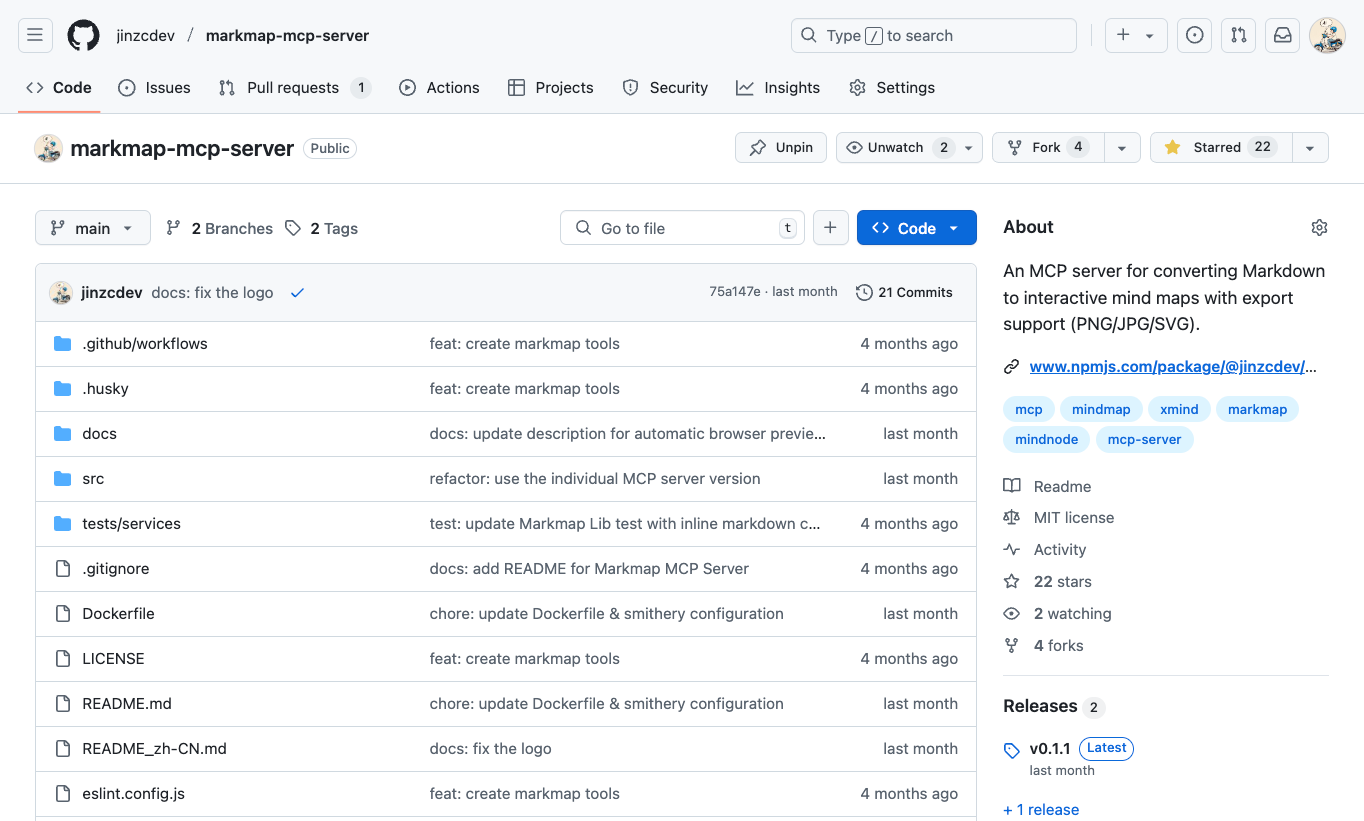 jinzcdev / markmap-mcp-server
Type / to search
Code
Issues
Pull requests 1
Actions
Projects
Security
Insights
Settings
markmap-mcp-server Public
Unpin
Unwatch 2
Fork 4
Starred 22
main
2 Branches
2 Tags
Go to file t
Code
jinzcdev docs: fix the logo 75a147e · last month 21 Commits
.github/workflows feat: create markmap tools 4 months ago
.husky feat: create markmap tools 4 months ago
docs docs: update description for automatic browser previe... last month
src refactor: use the individual MCP server version last month
tests/services test: update Markmap Lib test with inline markdown c... 4 months ago
.gitignore docs: add README for Markmap MCP Server 4 months ago
Dockerfile chore: update Dockerfile & smithery configuration last month
LICENSE feat: create markmap tools 4 months ago
README.md chore: update Dockerfile & smithery configuration last month
README_zh-CN.md docs: fix the logo last month
eslint.config.js feat: create markmap tools 4 months ago
About
An MCP server for converting Markdown
to interactive mind maps with export
support (PNG/JPG/SVG).
www.npmjs.com/package/@jinzcdev/...
mcp mindmap xmind markmap
mindnode mcp-server
Readme
MIT license
Activity
22 stars
2 watching
4 forks
Releases 2
v0.1.1 Latest
last month
+ 1 release